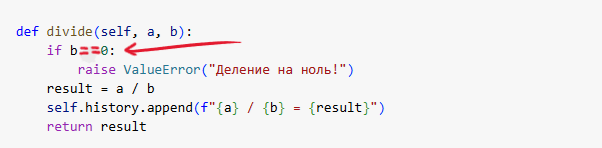 def divide(self, a, b):
    if b==0:
        raise ValueError("Деление на ноль!")
    result = a / b
    self.history.append(f"{a} / {b} = {result}")
    return result